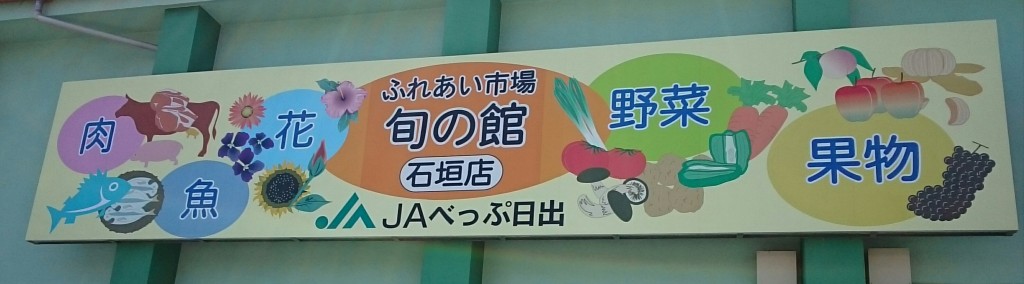 肉
魚
花
ふれあい市場
旬の館
石垣店
JA
JAべっぷ日出
野菜
果物